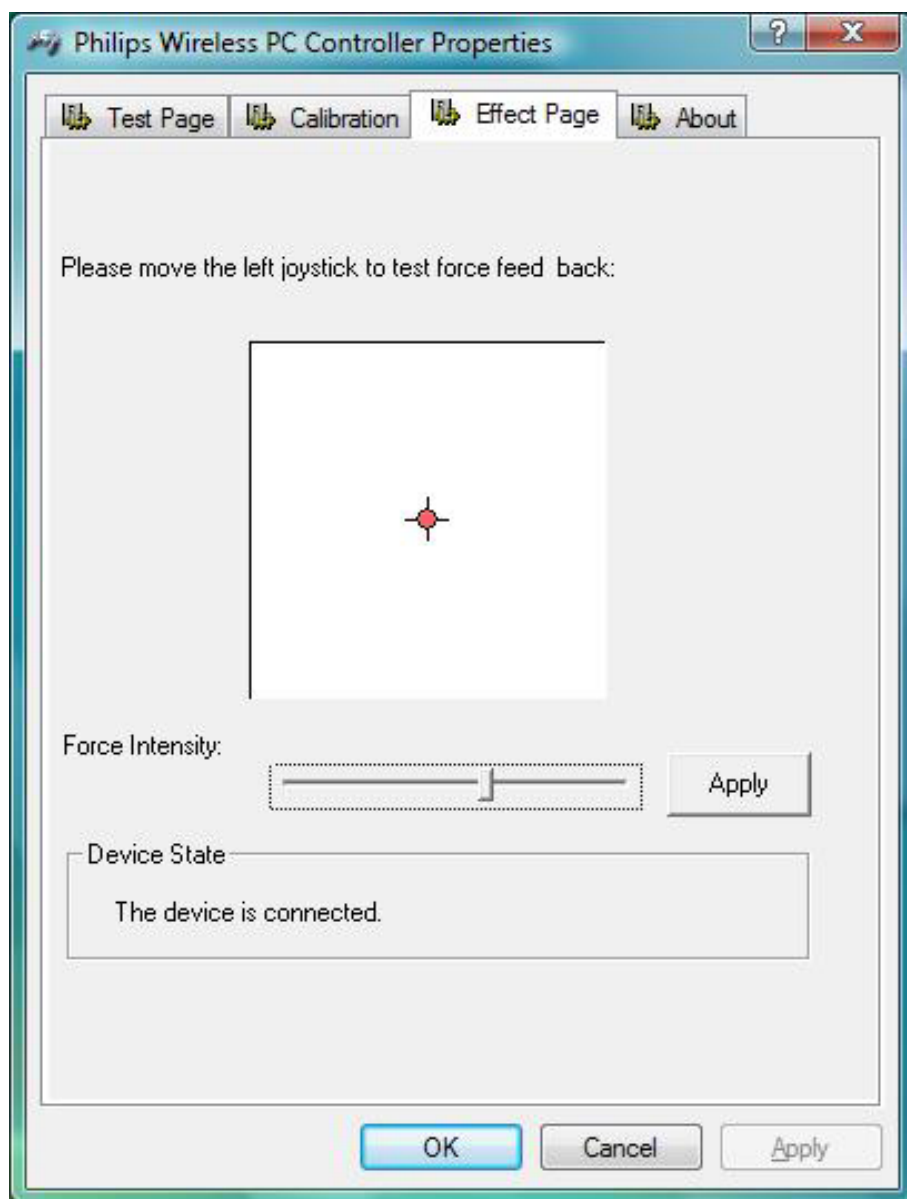 Philips Wireless PC Controller Properties
? X
Test Page Calibration Effect Page About
Please move the left joystick to test force feed  back:
Force Intensity:
Apply
Device State
The device is connected.
OK Cancel Apply